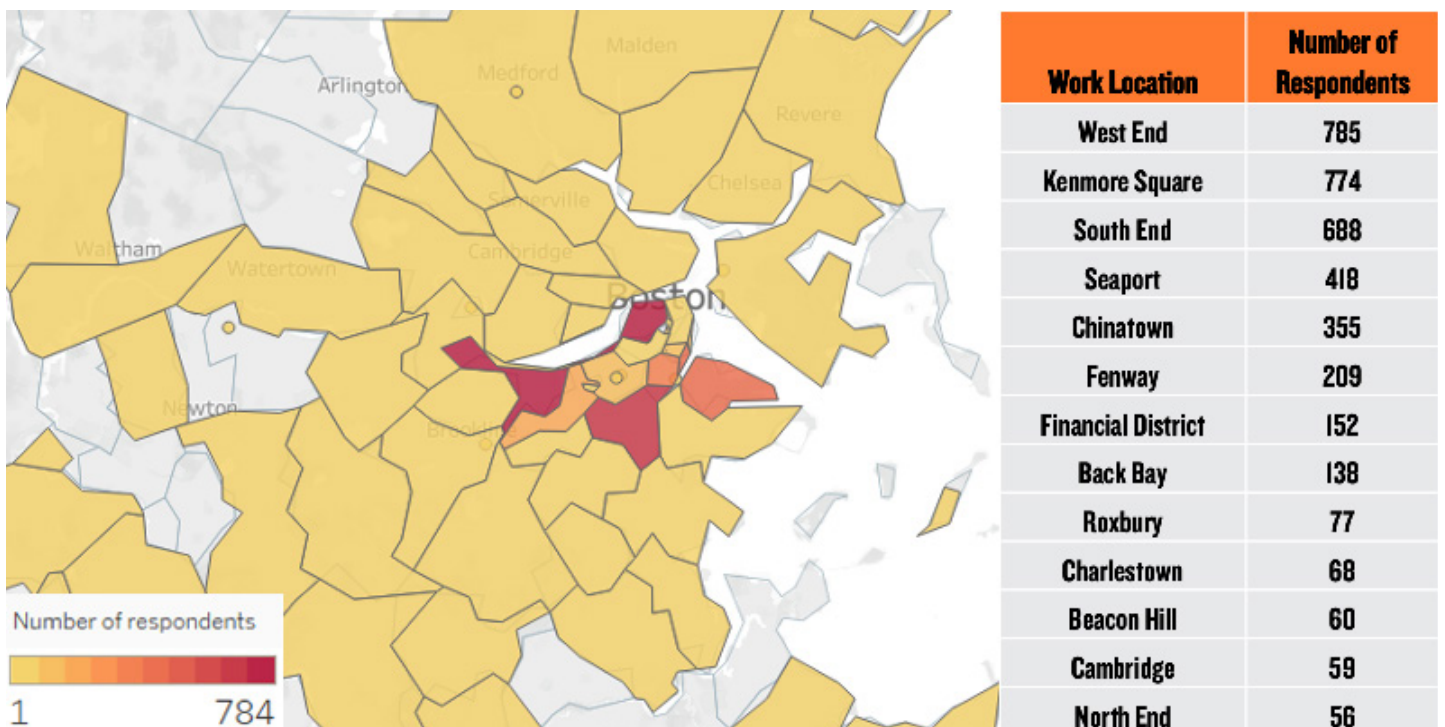 Malden
Medford
Arlington
Revere
Chelsea
Somerville
Waltham
Cambridge
Watertown
Boston
Newton
Brookline
Number of respondents
1 784
Work Location Number of Respondents
West End 785
Kenmore Square 774
South End 688
Seaport 418
Chinatown 355
Fenway 209
Financial District 152
Back Bay 138
Roxbury 77
Charlestown 68
Beacon Hill 60
Cambridge 59
North End 56